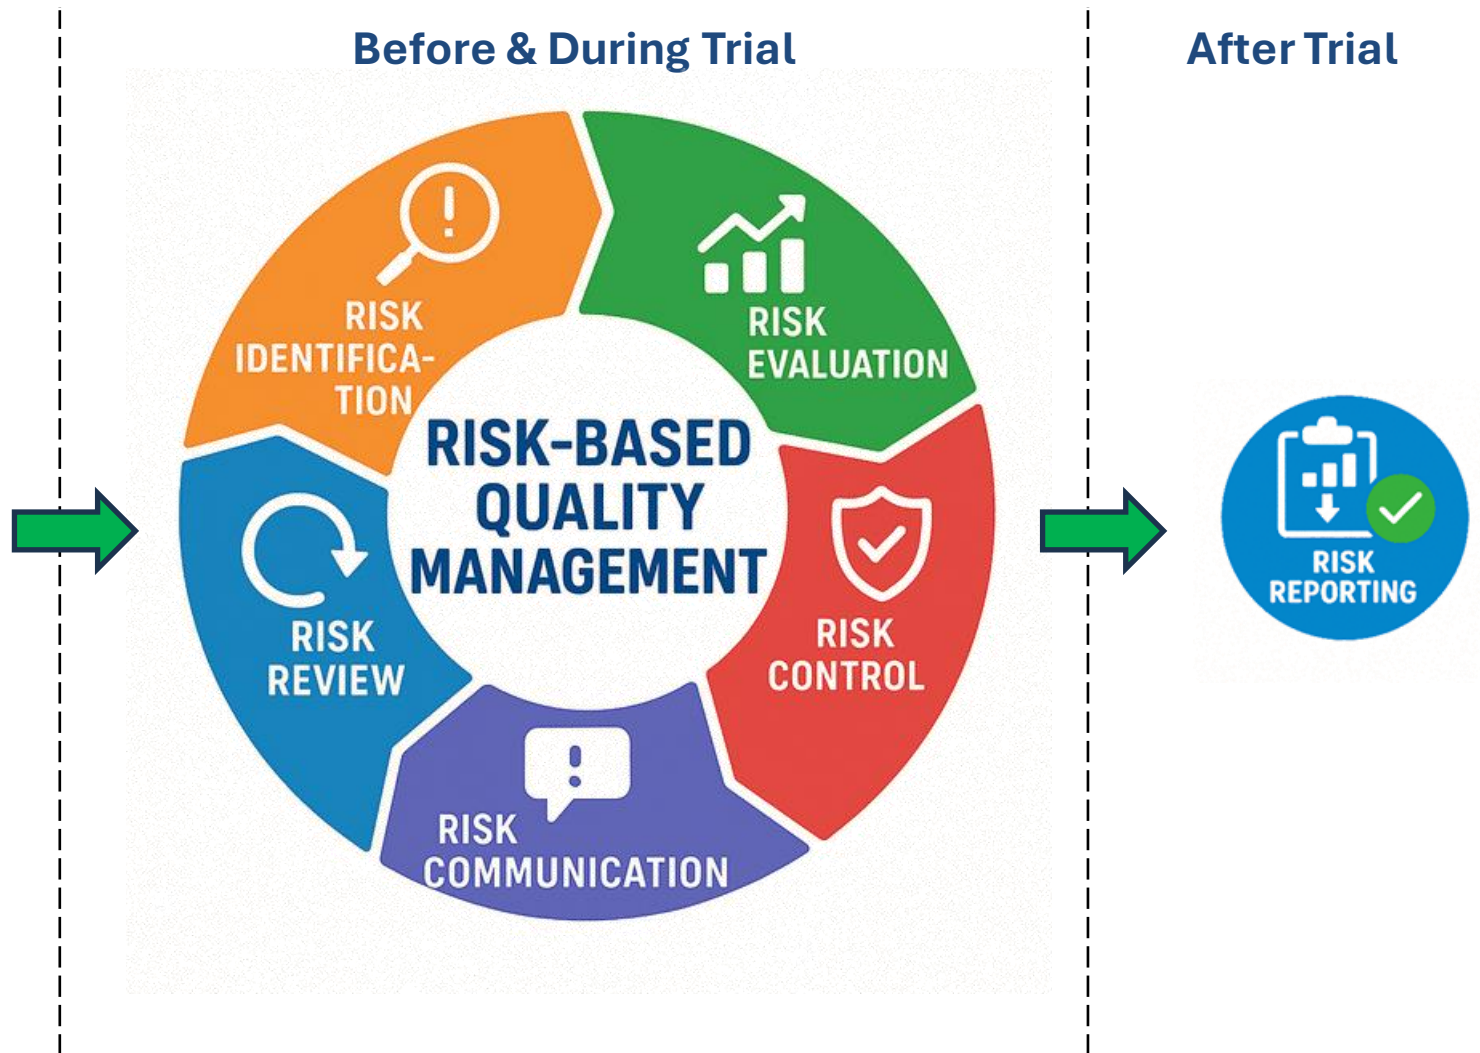 Before & During Trial
After Trial
RISK
IDENTIFICA-
TION
RISK
EVALUATION
RISK-BASED
QUALITY
MANAGEMENT
RISK
CONTROL
RISK
REVIEW
RISK
COMMUNICATION
RISK
REPORTING